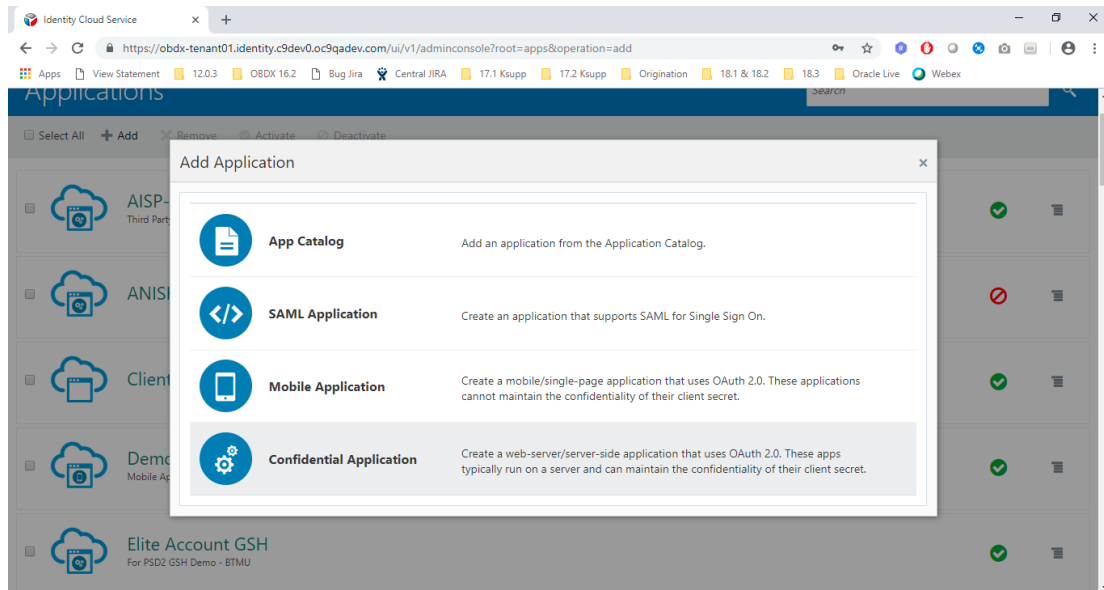 Identity Cloud Service
https://obdx-tenant01.identity.c9dev0.oc9qadev.com/ui/v1/adminconsole?root=apps&operation=add
Apps View Statement 12.0.3 OBDX 16.2 Bug Jira Central JIRA 17.1 Ksupp 17.2 Ksupp Origination 18.1 & 18.2 18.3 Oracle Live Webex
Applications Search
Select All Add Remove Activate Deactivate
Add Application
AISP-
Third Part
App Catalog Add an application from the Application Catalog.
ANISH
SAML Application Create an application that supports SAML for Single Sign On.
Client
Mobile Application Create a mobile/single-page application that uses OAuth 2.0. These applications
cannot maintain the confidentiality of their client secret.
Demo
Mobile Ap
Confidential Application Create a web-server/server-side application that uses OAuth 2.0. These apps
typically run on a server and can maintain the confidentiality of their client secret.
Elite Account GSH
For PSD2 GSH Demo - BTMU